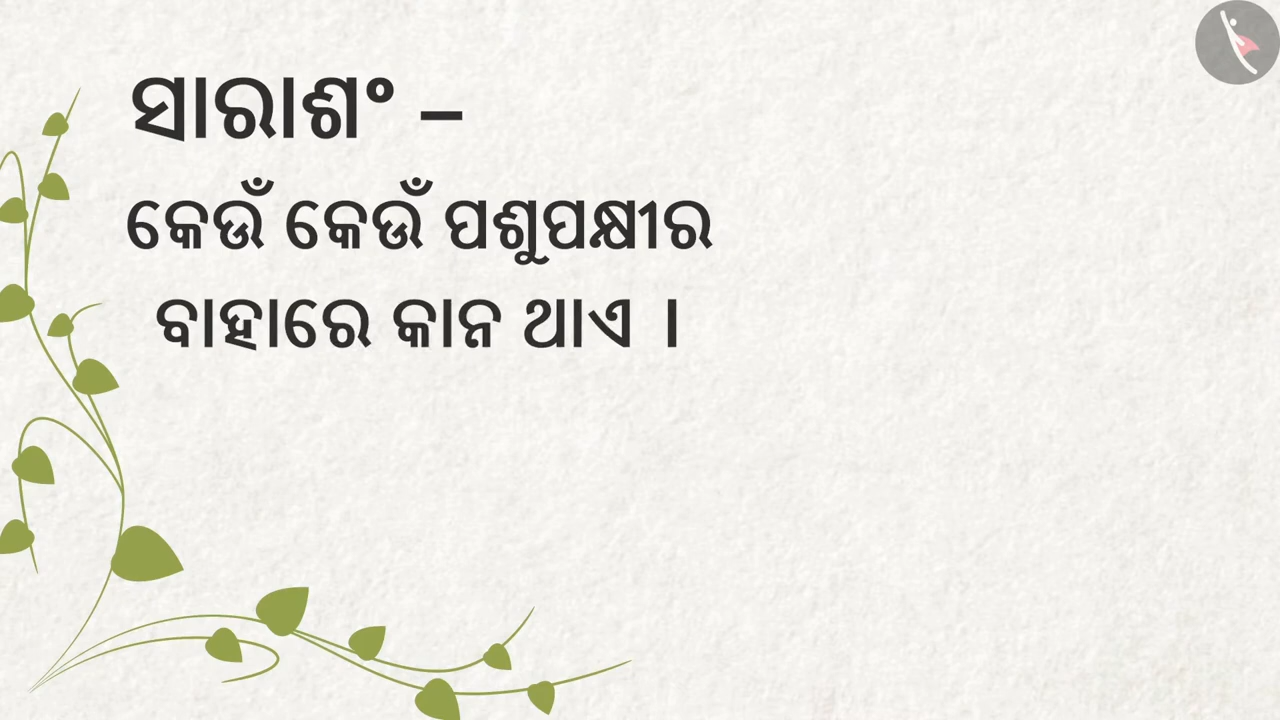 ସାରାଶଂ –
କେଉଁ କେଉଁ ପଶୁପକ୍ଷୀର
ବାହାରେ କାନ ଥାଏ ।